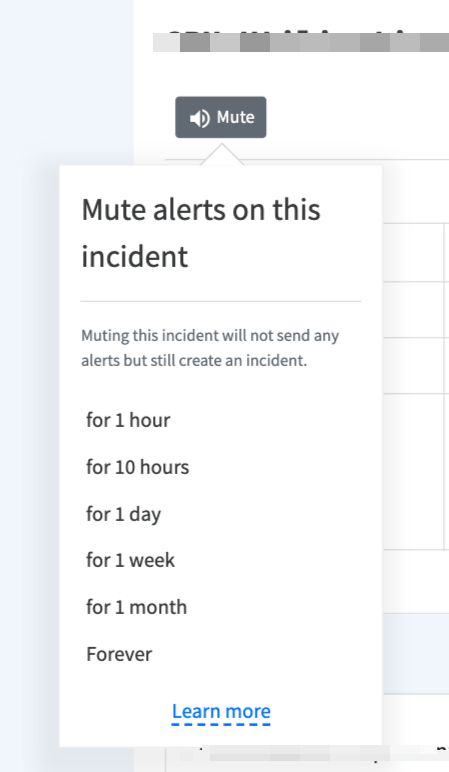 Mute
Mute alerts on this
incident
Muting this incident will not send any
alerts but still create an incident.
for 1 hour
for 10 hours
for 1 day
for 1 week
for 1 month
Forever
Learn more